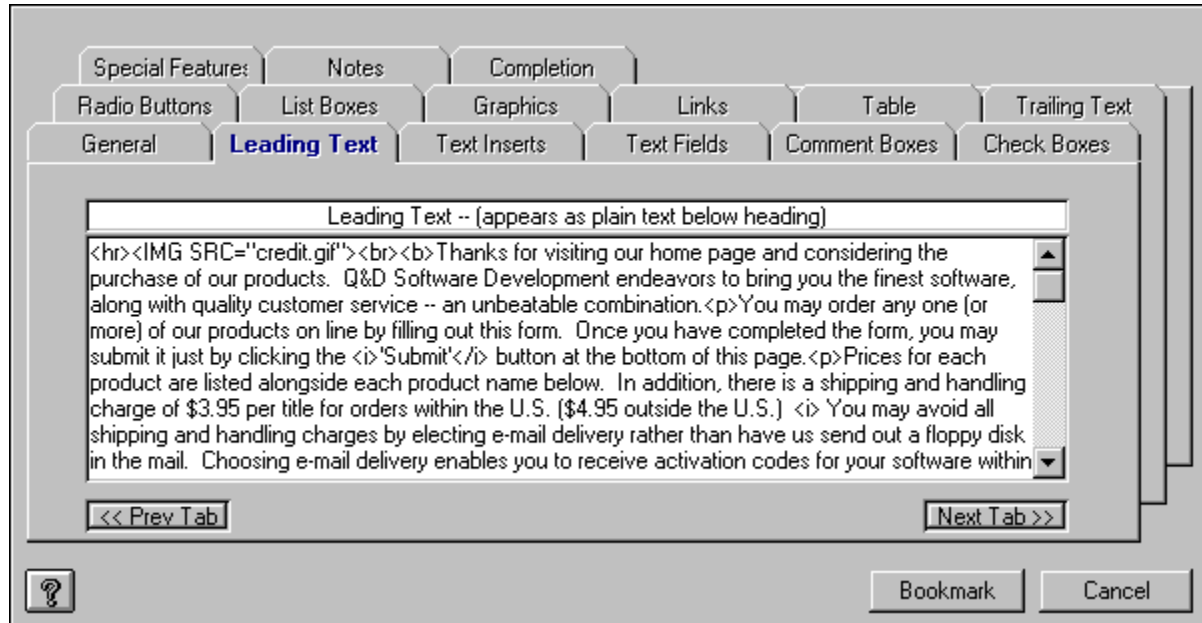 Special Features Notes Completion
Radio Buttons List Boxes Graphics Links Table Trailing Text
General Leading Text Text Inserts Text Fields Comment Boxes Check Boxes
Leading Text -- (appears as plain text below heading)
<hr><IMG SRC="credit.gif"><br><b>Thanks for visiting our home page and considering the
purchase of our products.  Q&D Software Development endeavors to bring you the finest software,
along with quality customer service -- an unbeatable combination.<p>You may order any one (or
more) of our products on line by filling out this form.  Once you have completed the form, you may
submit it just by clicking the <i>'Submit'</i> button at the bottom of this page.<p>Prices for each
product are listed alongside each product name below.  In addition, there is a shipping and handling
charge of $3.95 per title for orders within the U.S. ($4.95 outside the U.S.)  <i> You may avoid all
shipping and handling charges by electing e-mail delivery rather than have us send out a floppy disk
in the mail.  Choosing e-mail delivery enables you to receive activation codes for your software within
<< Prev Tab Next Tab >>
? Bookmark Cancel